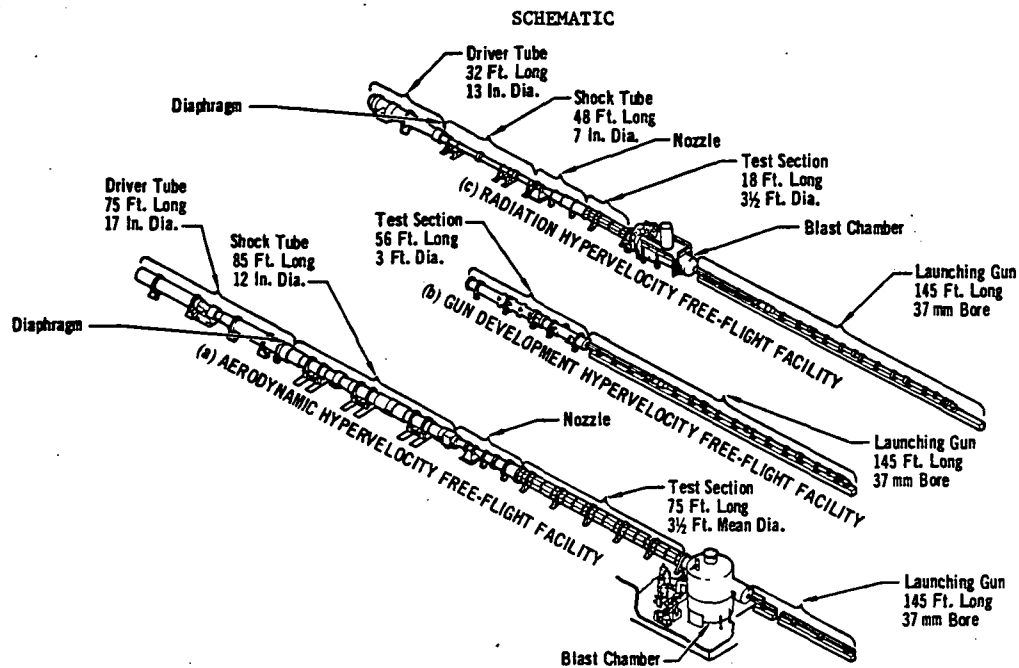 SCHEMATIC
Driver Tube
32 Ft. Long
13 In. Dia.
Diaphragm
Shock Tube
48 Ft. Long
7 In. Dia.
Nozzle
Test Section
18 Ft. Long
3½ Ft. Dia.
Blast Chamber
Launching Gun
145 Ft. Long
37 mm Bore
(c) RADIATION HYPERVELOCITY FREE-FLIGHT FACILITY
Test Section
56 Ft. Long
3 Ft. Dia.
(b) GUN DEVELOPMENT HYPERVELOCITY FREE-FLIGHT FACILITY
Launching Gun
145 Ft. Long
37 mm Bore
Driver Tube
75 Ft. Long
17 In. Dia.
Shock Tube
85 Ft. Long
12 In. Dia.
Diaphragm
(a) AERODYNAMIC HYPERVELOCITY FREE-FLIGHT FACILITY
Nozzle
Test Section
75 Ft. Long
3½ Ft. Mean Dia.
Launching Gun
145 Ft. Long
37 mm Bore
Blast Chamber